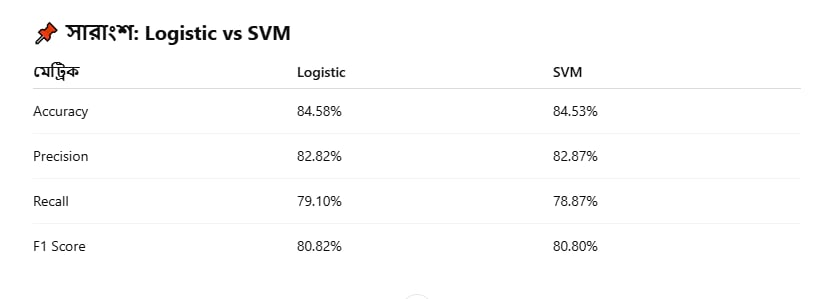 📌 সারাংশ: Logistic vs SVM
মেট্রিক Logistic SVM
Accuracy 84.58% 84.53%
Precision 82.82% 82.87%
Recall 79.10% 78.87%
F1 Score 80.82% 80.80%